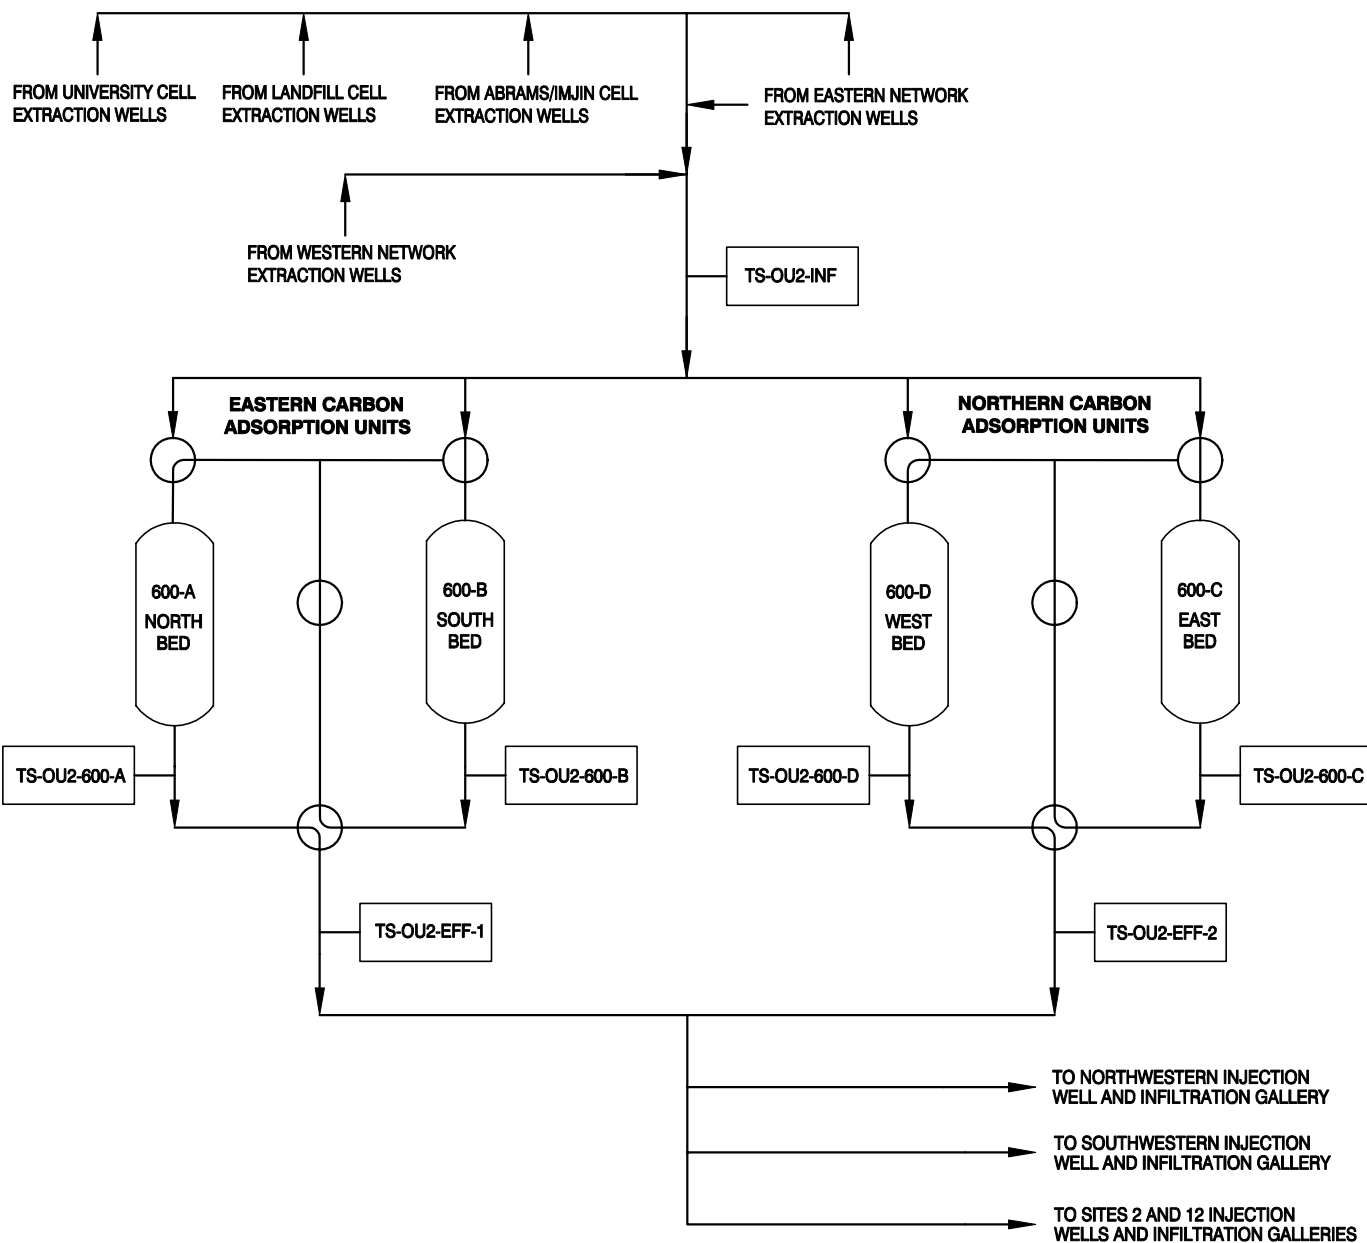 FROM UNIVERSITY CELL
EXTRACTION WELLS
FROM LANDFILL CELL
EXTRACTION WELLS
FROM ABRAMS/IMJIN CELL
EXTRACTION WELLS
FROM EASTERN NETWORK
EXTRACTION WELLS
FROM WESTERN NETWORK
EXTRACTION WELLS
TS-OU2-INF
EASTERN CARBON
ADSORPTION UNITS
NORTHERN CARBON
ADSORPTION UNITS
600-A
NORTH
BED
600-B
SOUTH
BED
600-D
WEST
BED
600-C
EAST
BED
TS-OU2-600-A
TS-OU2-600-B
TS-OU2-600-D
TS-OU2-600-C
TS-OU2-EFF-1
TS-OU2-EFF-2
TO NORTHWESTERN INJECTION
WELL AND INFILTRATION GALLERY
TO SOUTHWESTERN INJECTION
WELL AND INFILTRATION GALLERY
TO SITES 2 AND 12 INJECTION
WELLS AND INFILTRATION GALLERIES